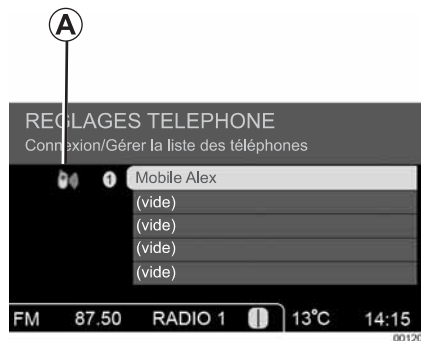 A
REGLAGES TELEPHONE
Connexion/Gérer la liste des téléphones
1 Mobile Alex
(vide)
(vide)
(vide)
(vide)
FM 87.50 RADIO 1 13°C 14:15
00120